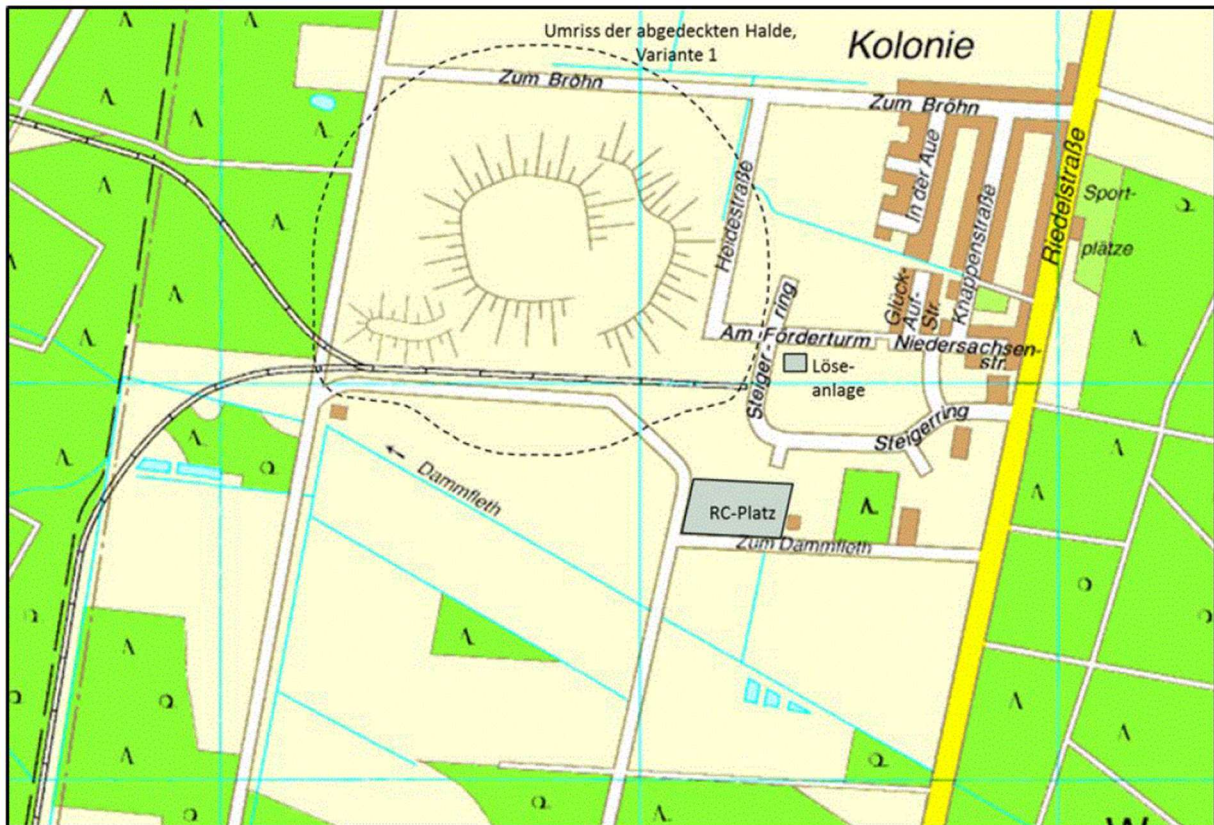 Umriss der abgedeckten Halde,
Variante 1
Kolonie
Zum Bröhn
Zum Bröhn
Heidestraße
In der Aue
Knappenstraße
Riedelstraße
Sport-
plätze
Glück-
Auf-
Str.
Steiger
ring
Am Förderturm
Niedersachsen-
str.
Löse-
anlage
Steigerring
Dammfleth
RC-Platz
Zum Dammfleth